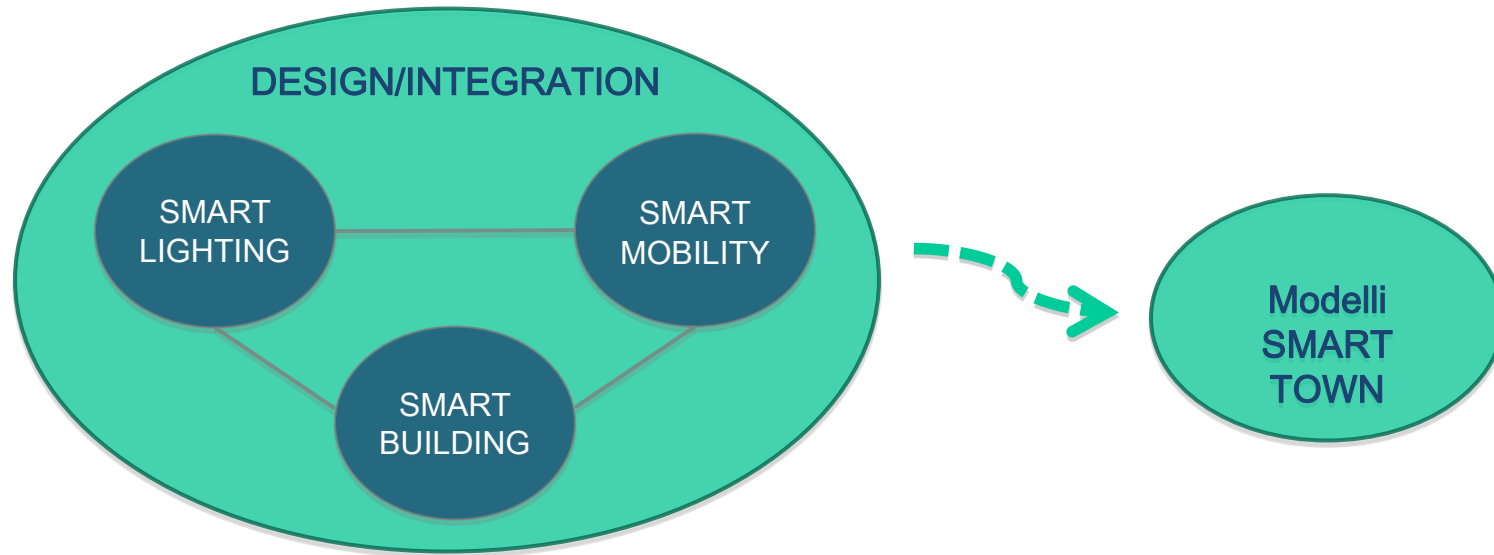 DESIGN/INTEGRATION
SMART
LIGHTING
SMART
MOBILITY
SMART
BUILDING
Modelli
SMART
TOWN